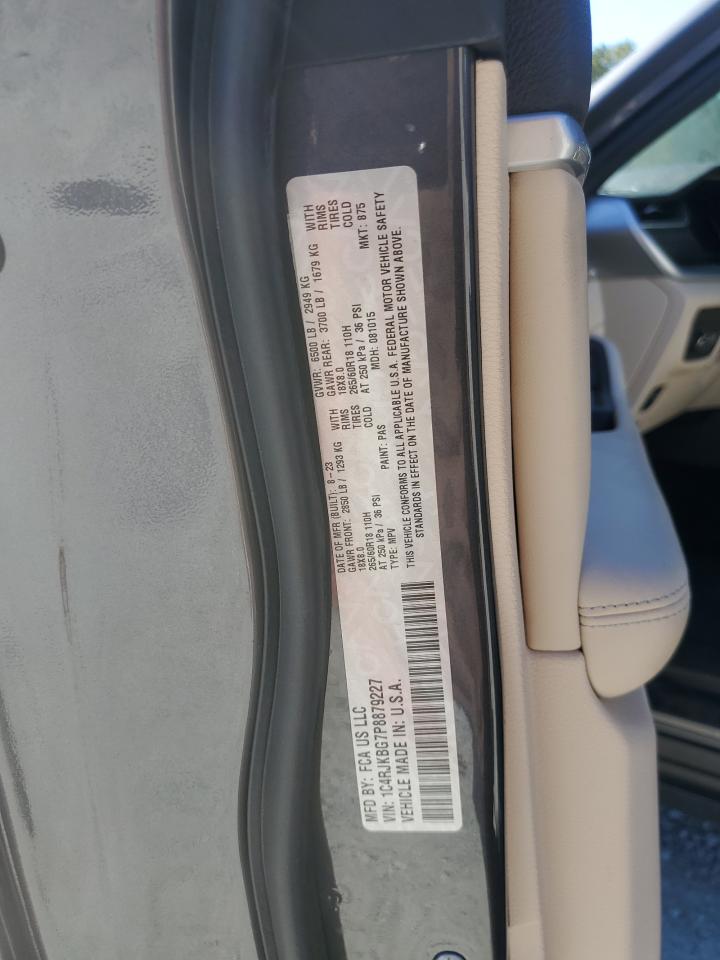 MFD BY: FCA US LLC
DATE OF MFR (BUILT): 8-23
GVWR: 6500 LB / 2949 KG
GAWR FRONT: 2850 LB / 1293 KG WITH
18X8.0 RIMS
265/60R18 110H TIRES
AT 250 kPa / 36 PSI COLD
GAWR REAR: 3700 LB / 1679 KG WITH
18X8.0 RIMS
265/60R18 110H TIRES
AT 250 kPa / 36 PSI COLD
VIN: 1C4RJKBG7P8879227
TYPE: MPV PAINT: PAS MDH: 081015 MKT: 875
VEHICLE MADE IN: U.S.A.
THIS VEHICLE CONFORMS TO ALL APPLICABLE U.S.A. FEDERAL MOTOR VEHICLE SAFETY
STANDARDS IN EFFECT ON THE DATE OF MANUFACTURE SHOWN ABOVE.